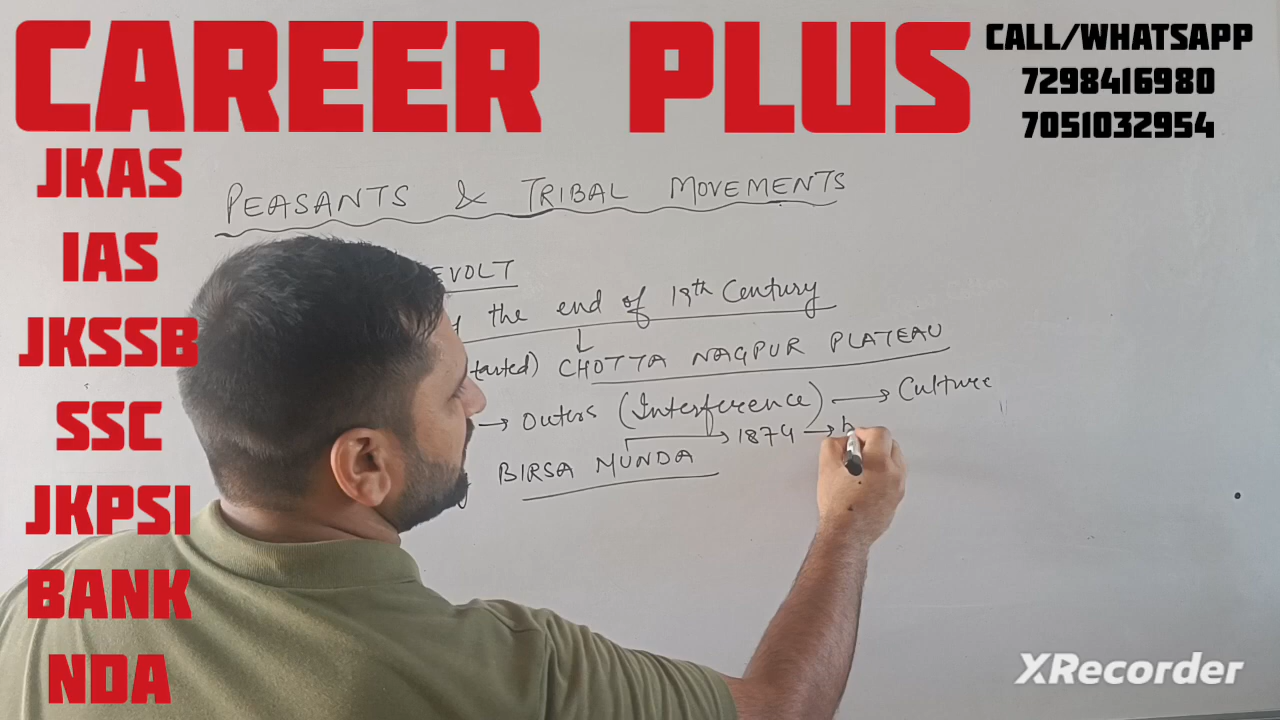 CAREER PLUS
CALL/WHATSAPP
7298416980
7051032954
JKAS
IAS
JKSSB
SSC
JKPSI
BANK
NDA
PEASANTS & TRIBAL MOVEMENTS
EVOLT
the end of 19th Century
tarted) CHOTTA NAGPUR PLATEAU
→ Outers (Interference) → Culture
→ 1874 → b
BIRSA MUNDA
XRecorder